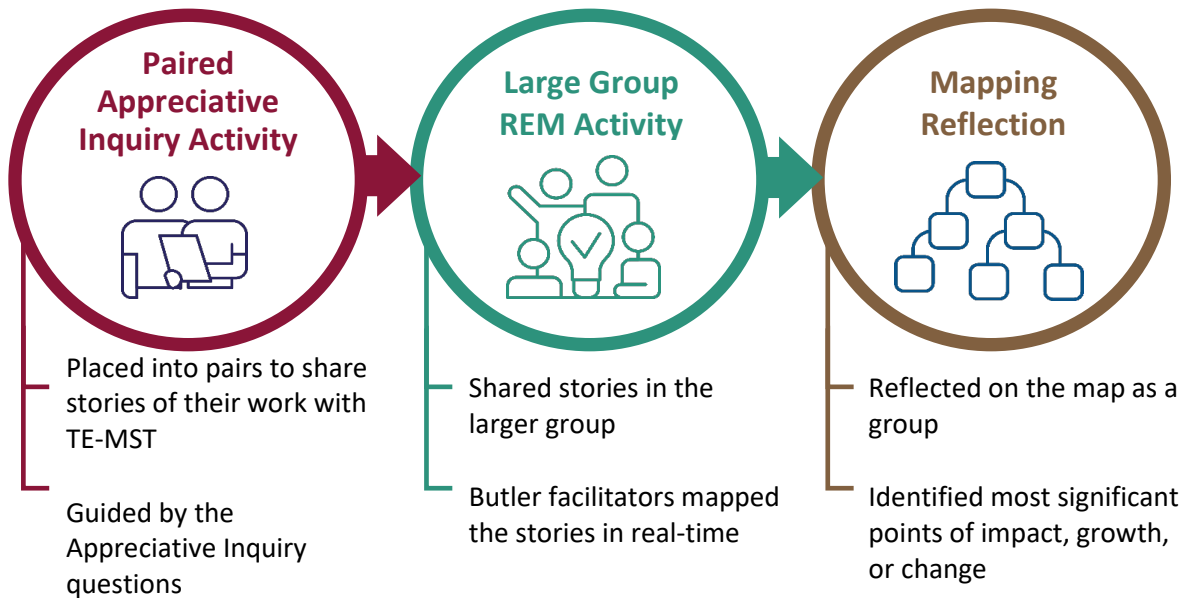 Paired
Appreciative
Inquiry Activity
Placed into pairs to share
stories of their work with
TE-MST
Guided by the
Appreciative Inquiry
questions
Large Group
REM Activity
Shared stories in the
larger group
Butler facilitators mapped
the stories in real-time
Mapping
Reflection
Reflected on the map as a
group
Identified most significant
points of impact, growth,
or change